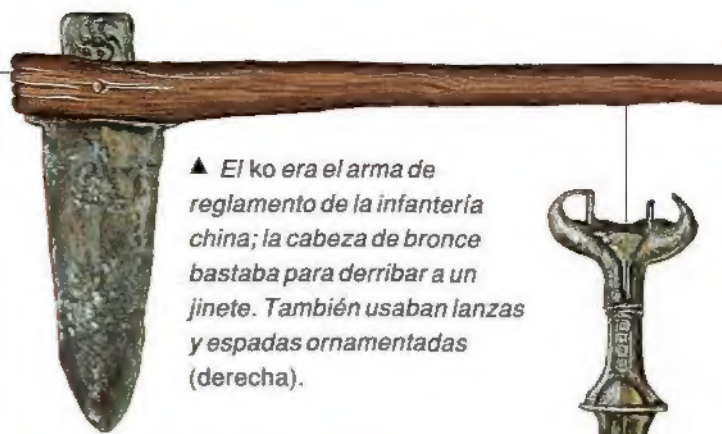 ▲ El ko era el arma de
reglamento de la infantería
china; la cabeza de bronce
bastaba para derribar a un
jinete. También usaban lanzas
y espadas ornamentadas
(derecha).